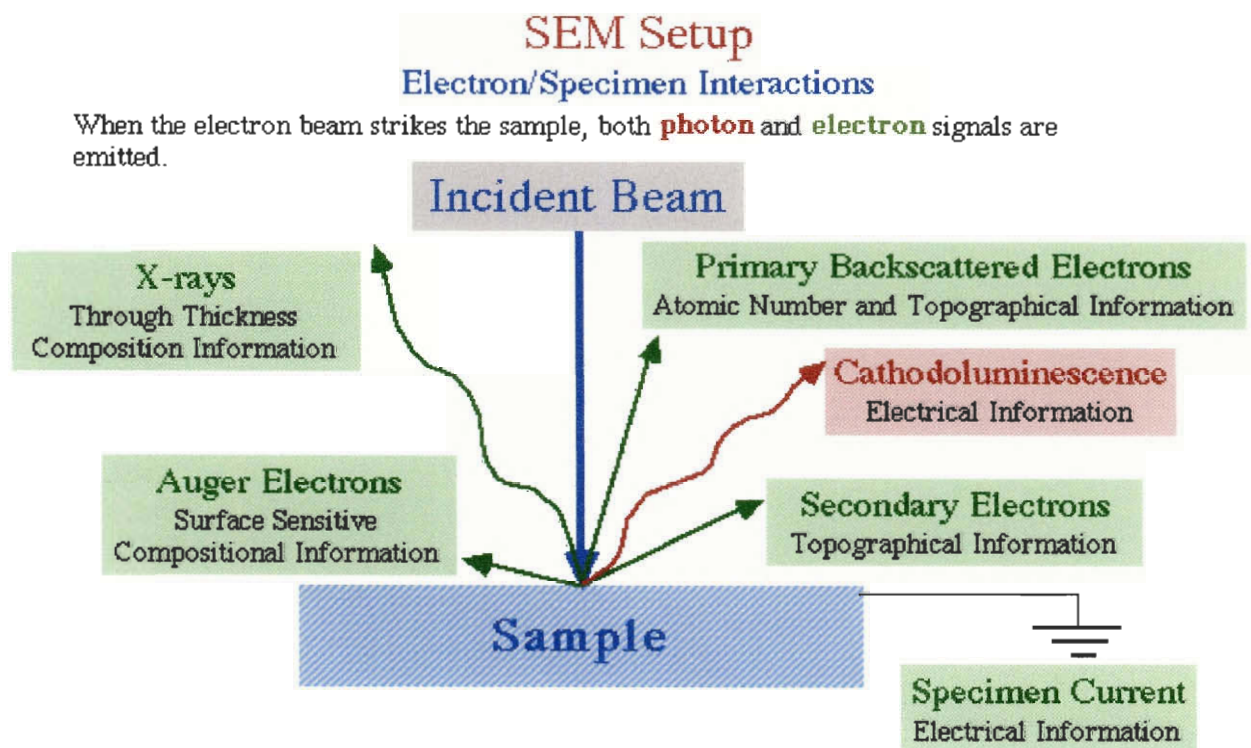 SEM Setup
Electron/Specimen Interactions
When the electron beam strikes the sample, both photon and electron signals are
emitted.
Incident Beam
X-rays
Through Thickness
Composition Information
Primary Backscattered Electrons
Atomic Number and Topographical Information
Cathodoluminescence
Electrical Information
Auger Electrons
Surface Sensitive
Compositional Information
Secondary Electrons
Topographical Information
Sample
Specimen Current
Electrical Information